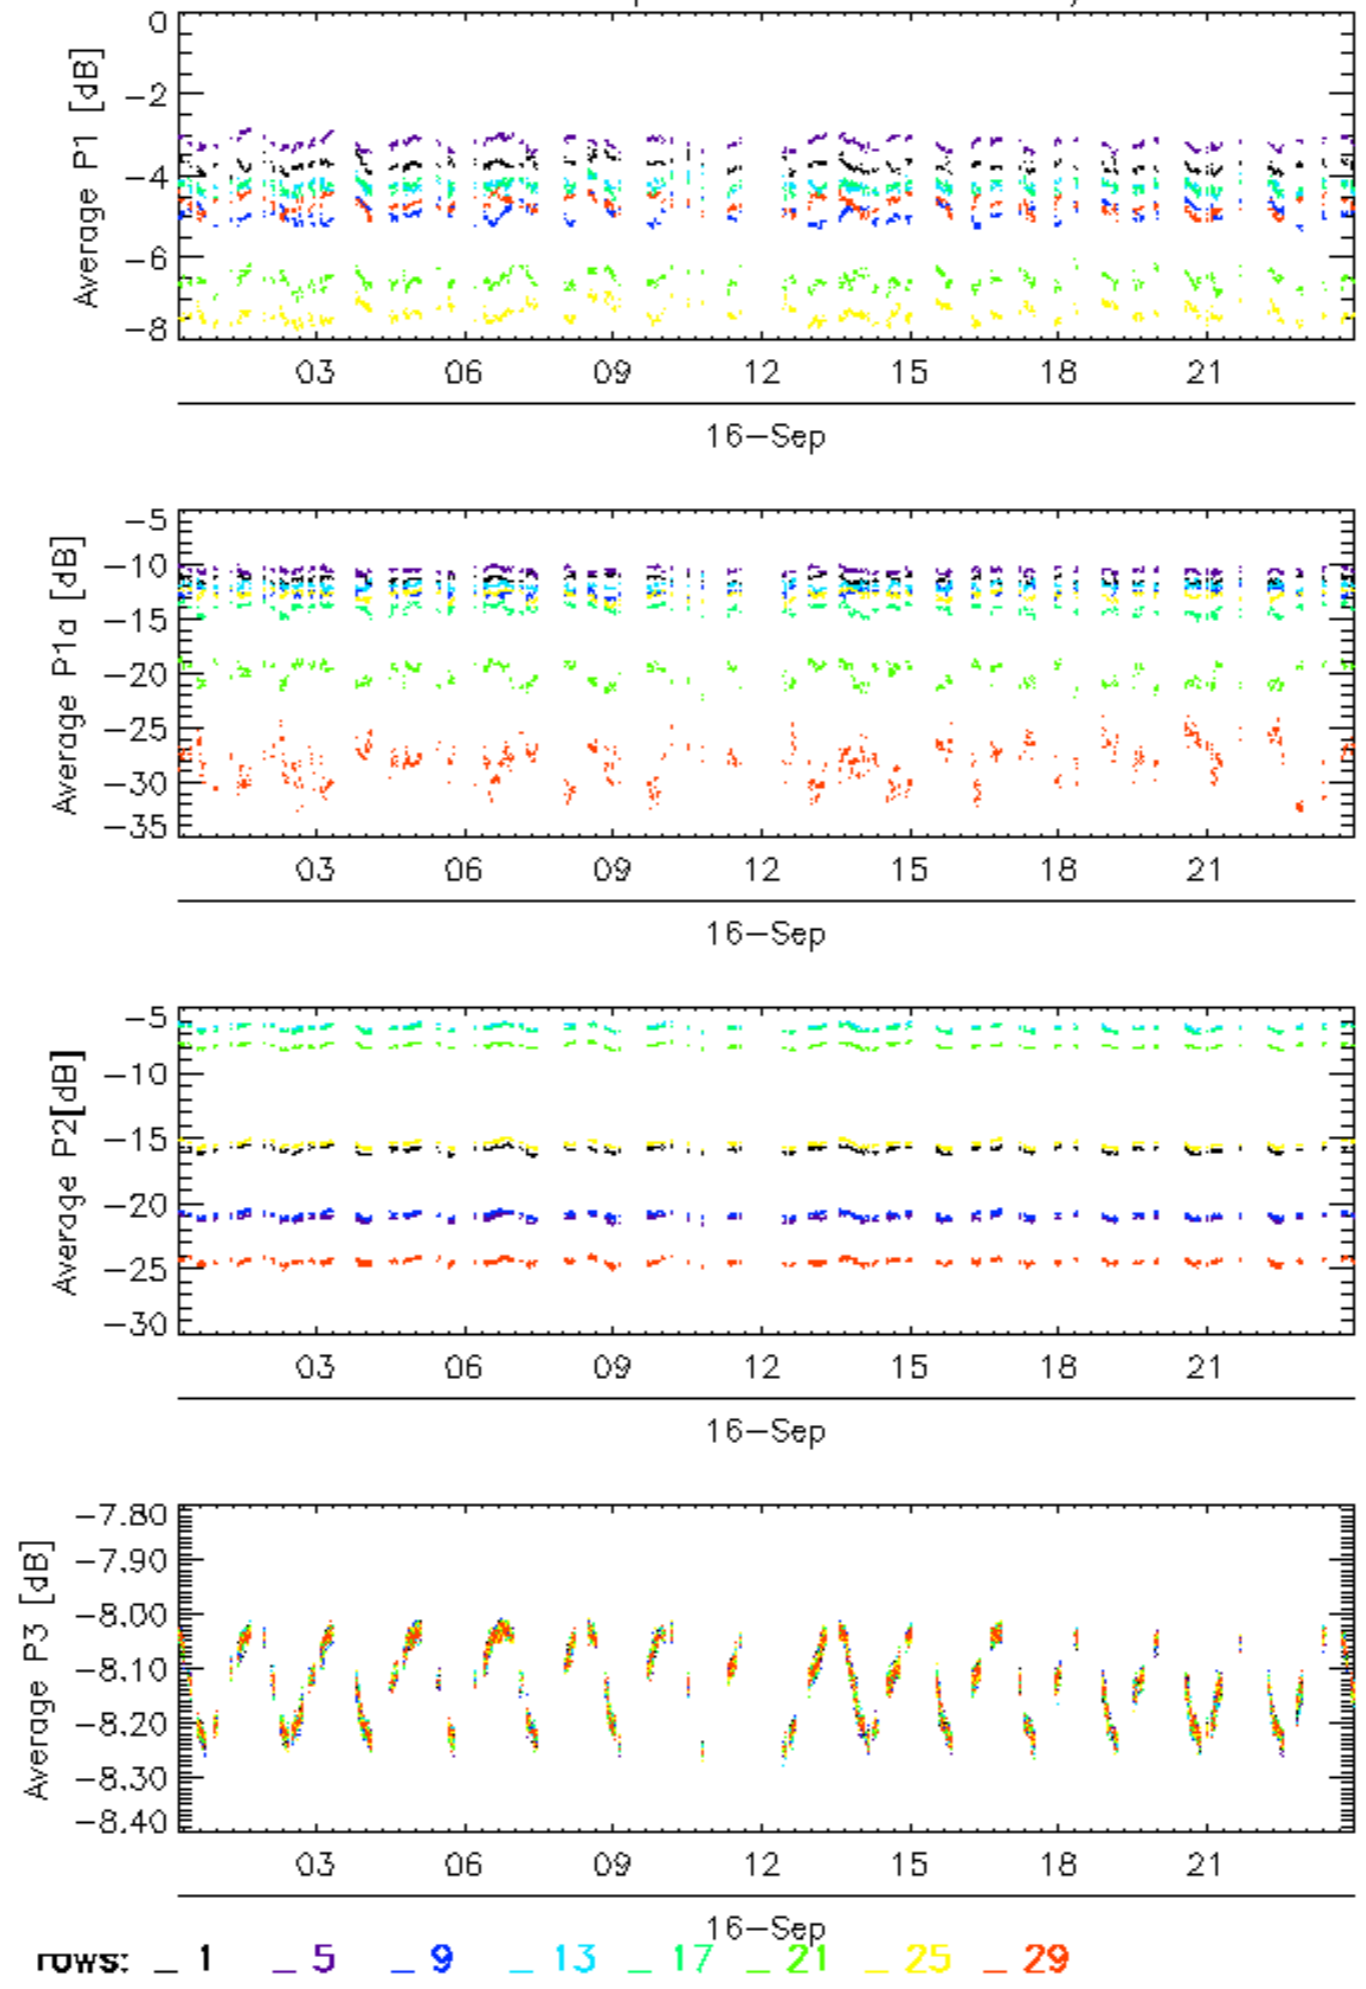 Average P1 [dB]
0
−2
−4
−6
−8
03 06 09 12 15 18 21
16−Sep
Average P1a [dB]
−5
−10
−15
−20
−25
−30
−35
03 06 09 12 15 18 21
16−Sep
Average P2[dB]
−5
−10
−15
−20
−25
−30
03 06 09 12 15 18 21
16−Sep
Average P3 [dB]
−7.80
−7.90
−8.00
−8.10
−8.20
−8.30
−8.40
03 06 09 12 15 18 21
16−Sep
rows: _ 1 _ 5 _ 9 _ 13 _ 17 _ 21 _ 25 _ 29